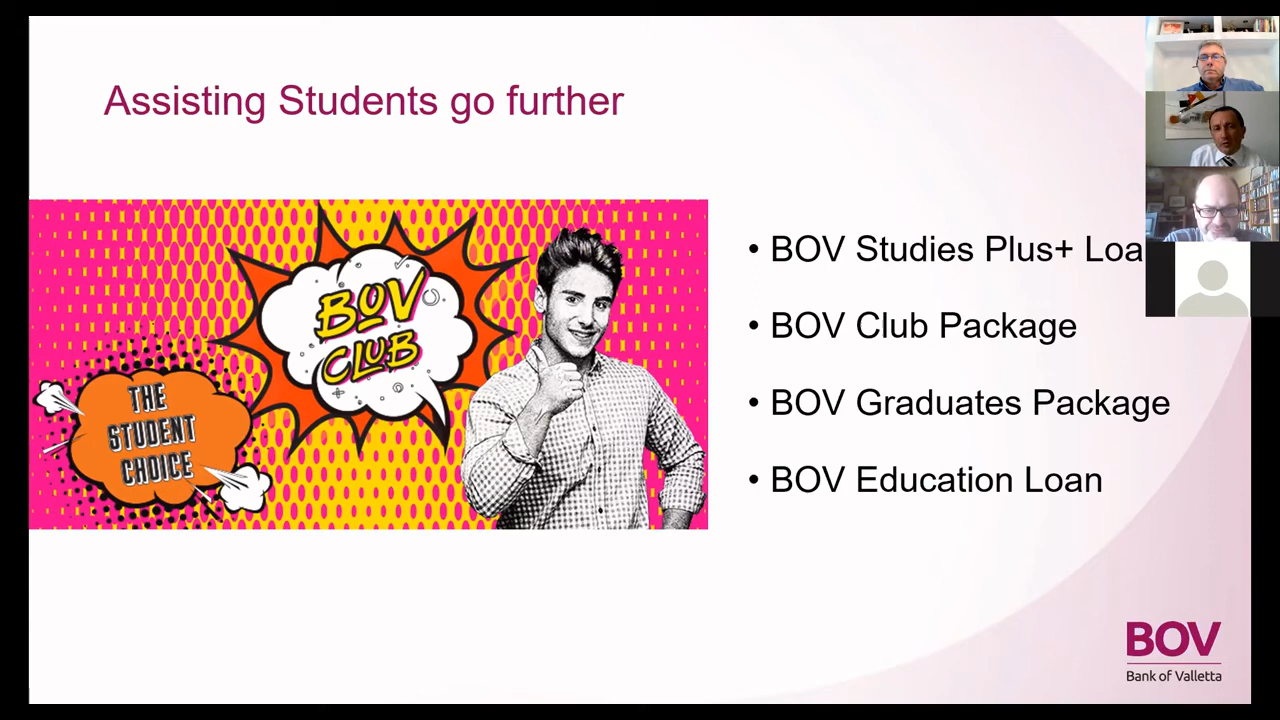 Assisting Students go further
BOV
CLUB
THE
STUDENT
CHOICE
• BOV Studies Plus+ Loa
• BOV Club Package
• BOV Graduates Package
• BOV Education Loan
BOV
Bank of Valletta